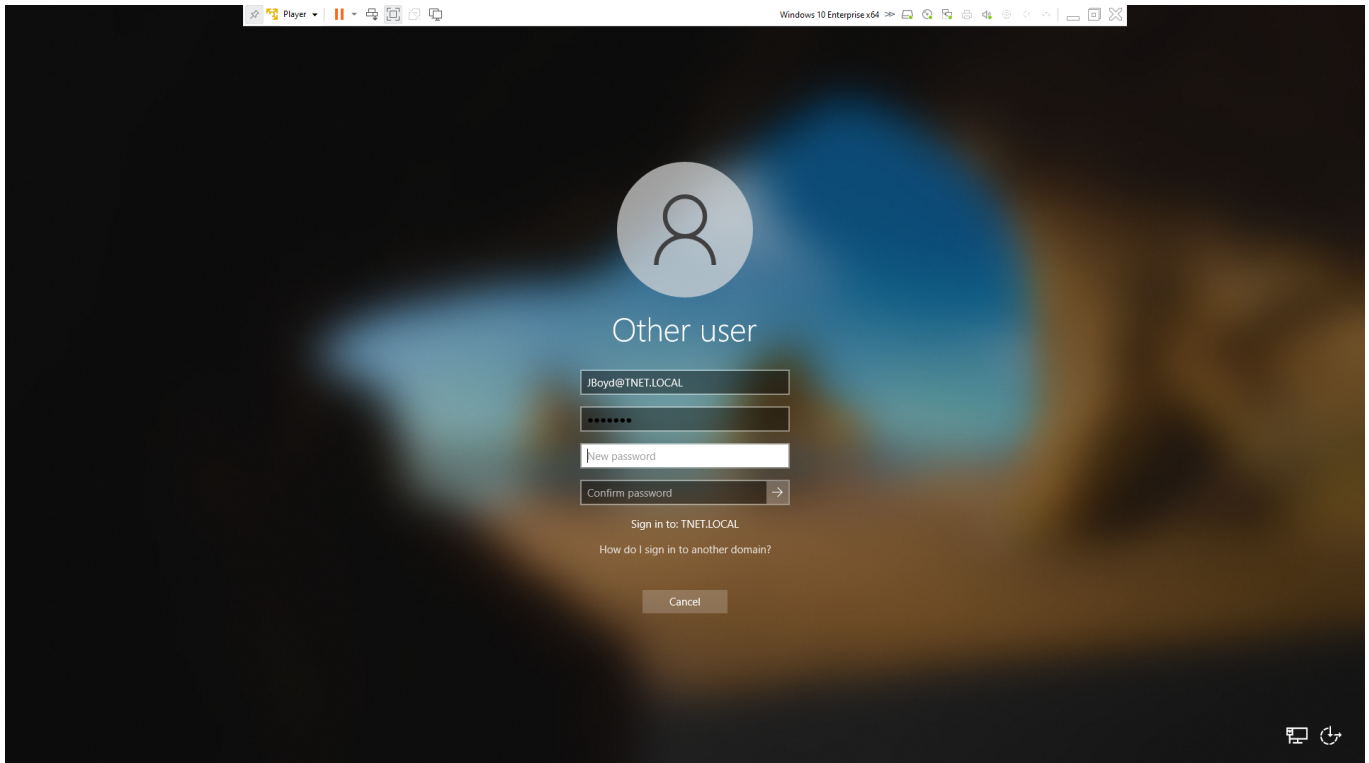 Player
Windows 10 Enterprise x64
Other user
JBoyd@TNET.LOCAL
New password
Confirm password
Sign in to: TNET.LOCAL
How do I sign in to another domain?
Cancel